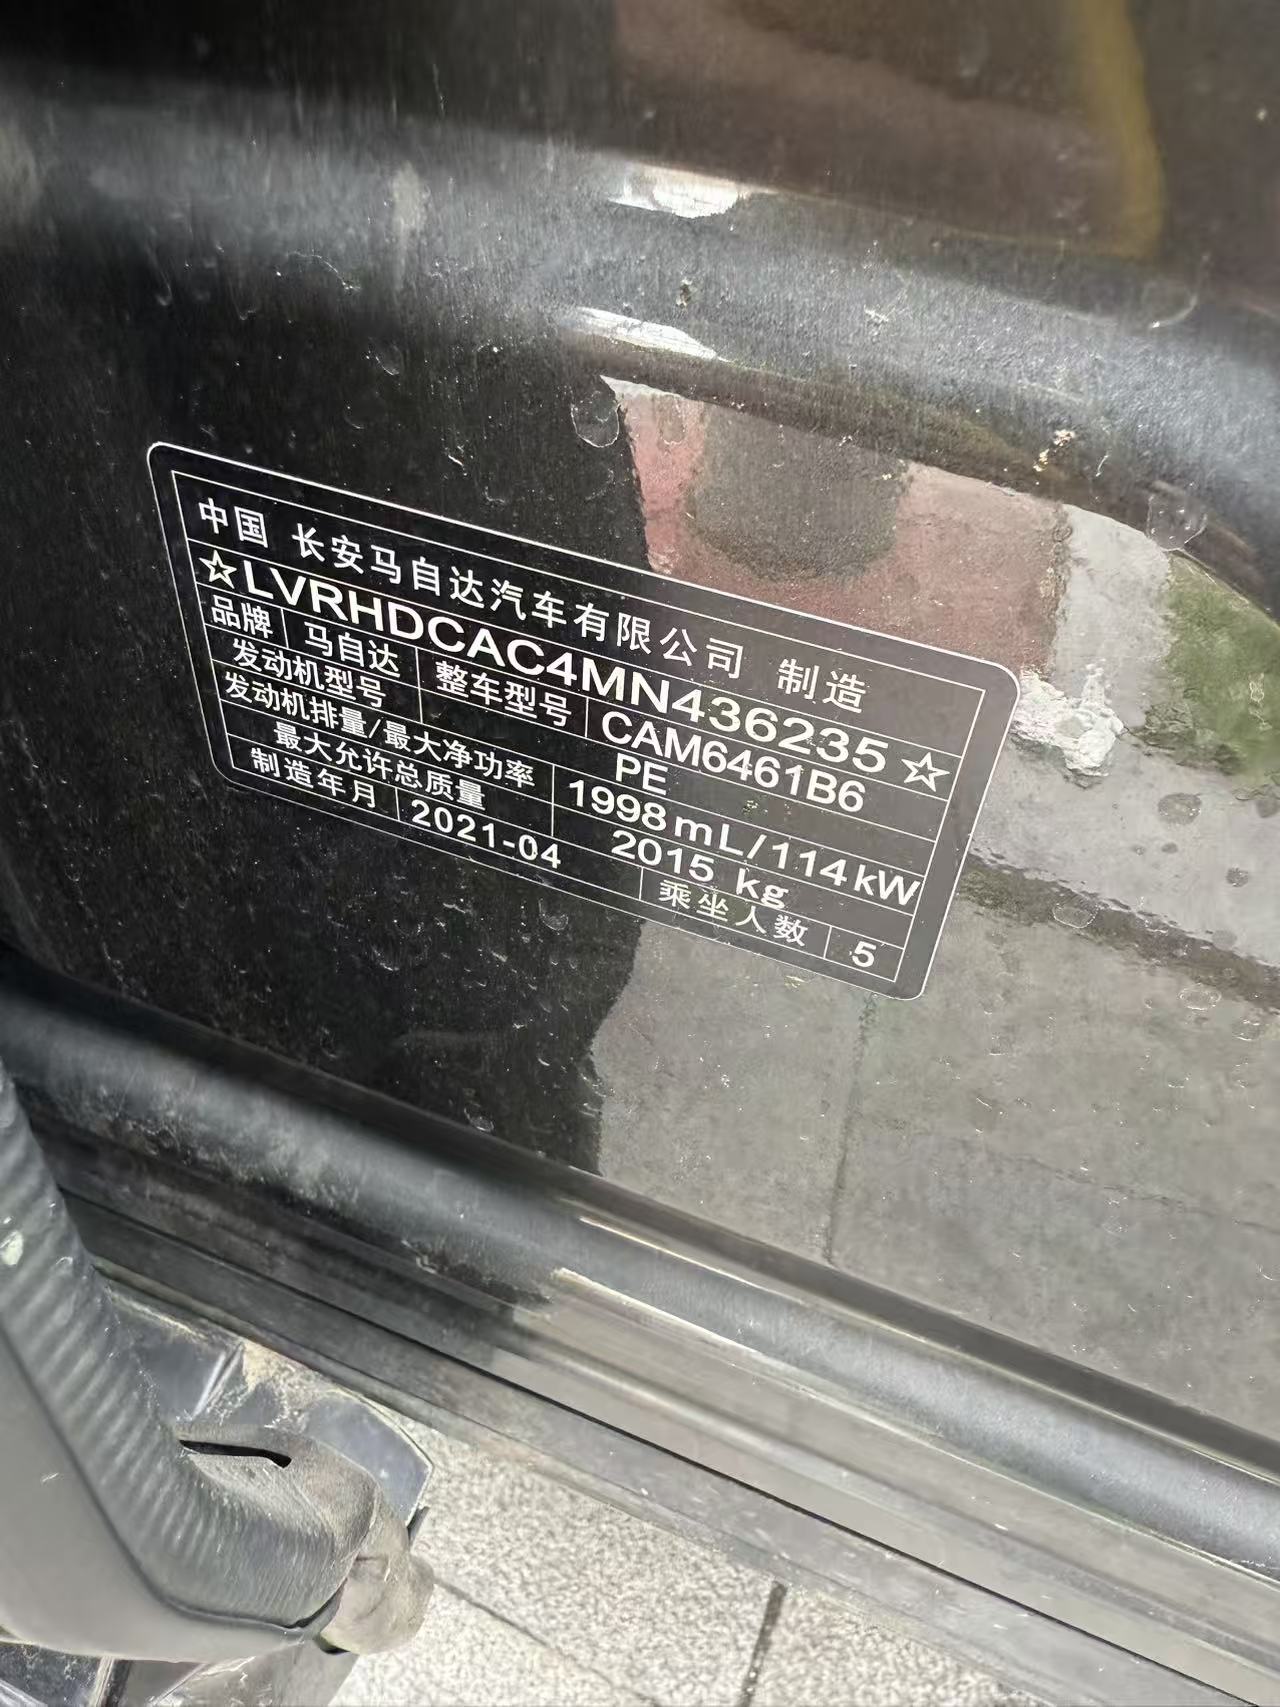 中国 长安马自达汽车有限公司 制造
☆LVRHDCAC4MN436235☆
品牌 马自达 整车型号 CAM6461B6
发动机型号 PE
发动机排量/最大净功率 1998mL/114kW
最大允许总质量 2015 kg
制造年月 2021-04 乘坐人数 5